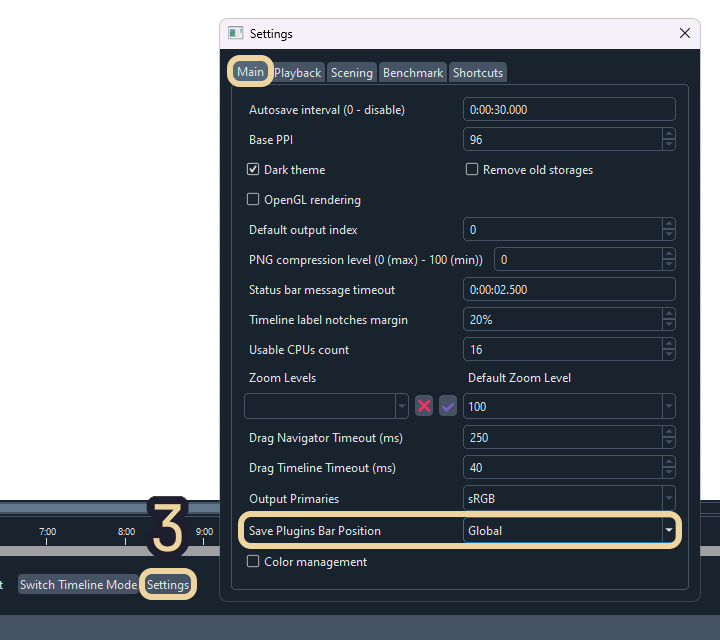 Settings
Main Playback Scening Benchmark Shortcuts
Autosave interval (0 - disable) 0:00:30.000
Base PPI 96
Dark theme Remove old storages
OpenGL rendering
Default output index 0
PNG compression level (0 (max) - 100 (min)) 0
Status bar message timeout 0:00:02.500
Timeline label notches margin 20%
Usable CPUs count 16
Zoom Levels Default Zoom Level
100
Drag Navigator Timeout (ms) 250
Drag Timeline Timeout (ms) 40
Output Primaries sRGB
Save Plugins Bar Position Global
Color management
7:00 8:00 3 9:00
t Switch Timeline Mode Settings